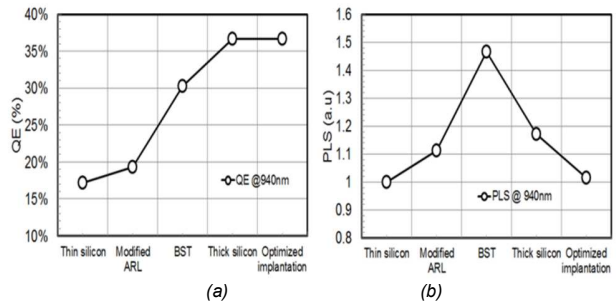 40%
35%
30%
25%
20%
15%
10%
QE (%)
QE @940nm
Thin silicon
Modified
ARL
BST
Thick silicon
Optimized
implantation
(a)
1.6
1.5
1.4
1.3
1.2
1.1
1
0.9
0.8
PLS (a.u)
PLS @ 940nm
Thin silicon
Modified
ARL
BST
Thick silicon
Optimized
implantation
(b)